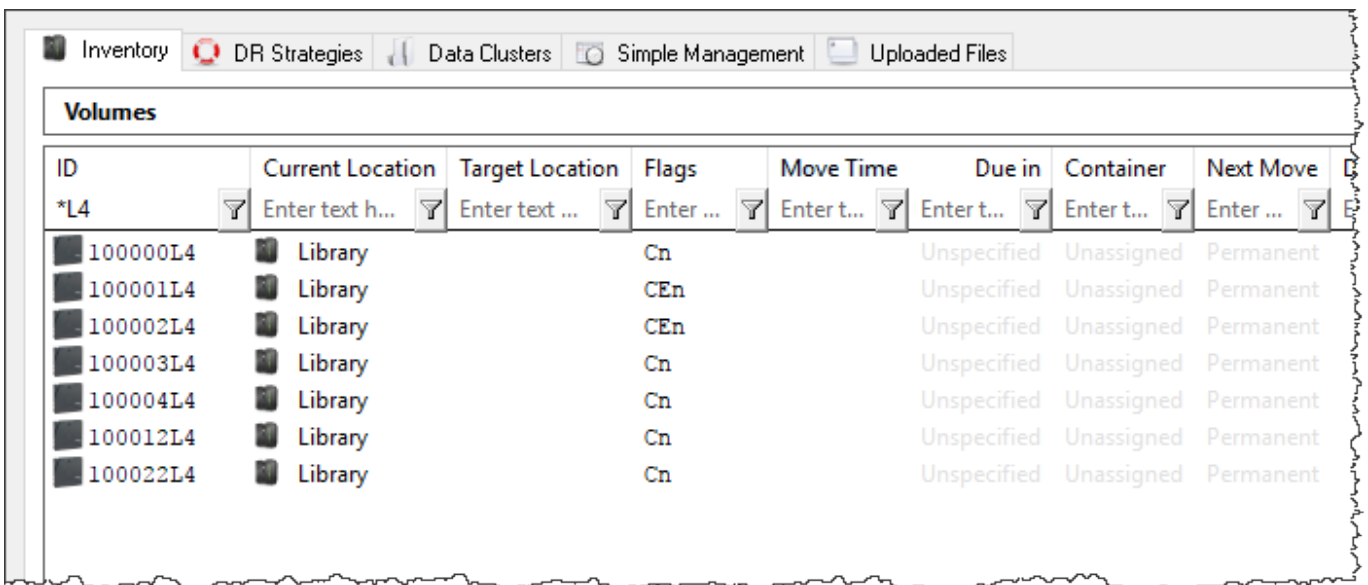 Inventory DR Strategies Data Clusters Simple Management Uploaded Files
Volumes
ID Current Location Target Location Flags Move Time Due in Container Next Move
*L4 Enter text h... Enter text ... Enter ... Enter t... Enter t... Enter t... Enter ...
100000L4 Library Cn Unspecified Unassigned Permanent
100001L4 Library CEn Unspecified Unassigned Permanent
100002L4 Library CEn Unspecified Unassigned Permanent
100003L4 Library Cn Unspecified Unassigned Permanent
100004L4 Library Cn Unspecified Unassigned Permanent
100012L4 Library Cn Unspecified Unassigned Permanent
100022L4 Library Cn Unspecified Unassigned Permanent